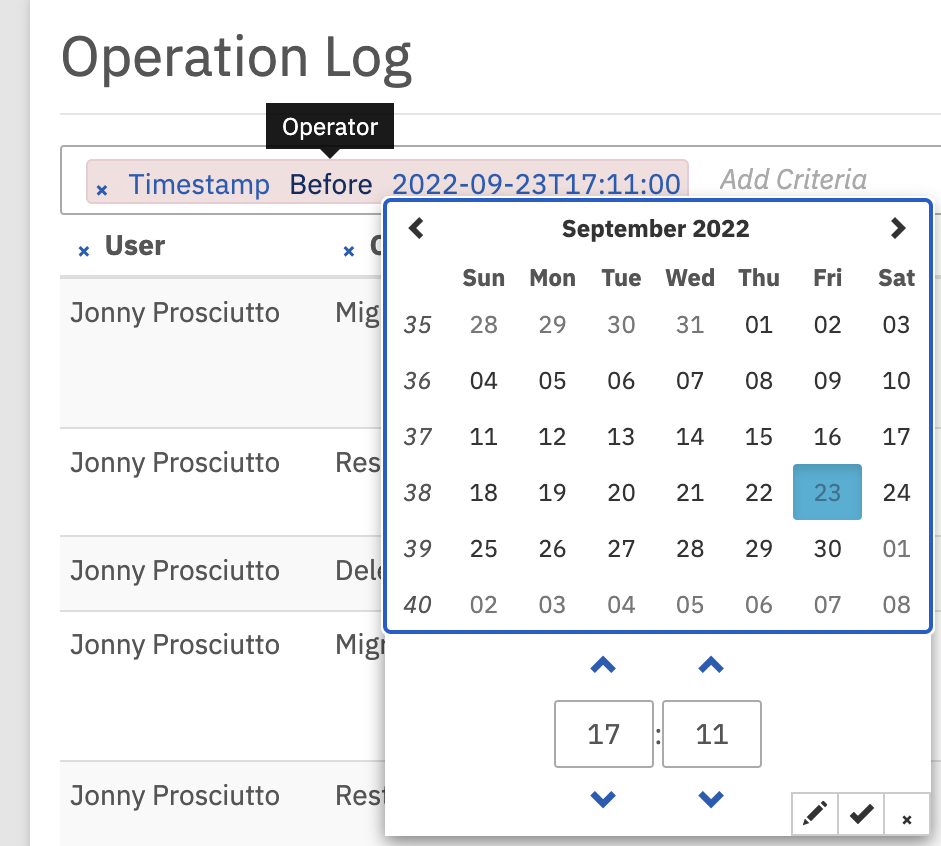 Operation Log
Operator
× Timestamp Before 2022-09-23T17:11:00 Add Criteria
× User ×
September 2022
Sun Mon Tue Wed Thu Fri Sat
35 28 29 30 31 01 02 03
36 04 05 06 07 08 09 10
37 11 12 13 14 15 16 17
38 18 19 20 21 22 23 24
39 25 26 27 28 29 30 01
40 02 03 04 05 06 07 08
17 : 11
Jonny Prosciutto Mig
Jonny Prosciutto Res
Jonny Prosciutto Dele
Jonny Prosciutto Migr
Jonny Prosciutto Rest
×